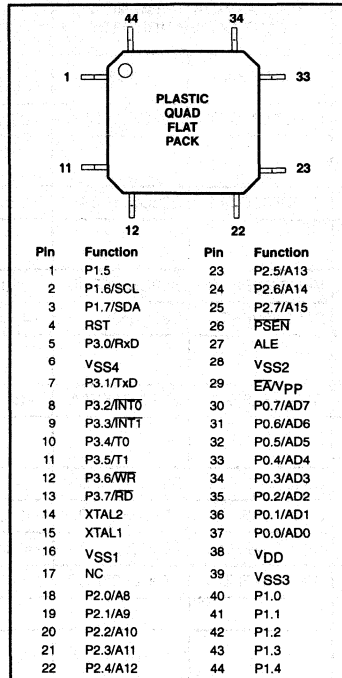 44 34
1 33
PLASTIC
QUAD
FLAT
PACK
11 23
12 22
Pin Function Pin Function
1 P1.5 23 P2.5/A13
2 P1.6/SCL 24 P2.6/A14
3 P1.7/SDA 25 P2.7/A15
4 RST 26 PSEN
5 P3.0/RxD 27 ALE
6 VSS4 28 VSS2
7 P3.1/TxD 29 EA/VPP
8 P3.2/INT0 30 P0.7/AD7
9 P3.3/INT1 31 P0.6/AD6
10 P3.4/T0 32 P0.5/AD5
11 P3.5/T1 33 P0.4/AD4
12 P3.6/WR 34 P0.3/AD3
13 P3.7/RD 35 P0.2/AD2
14 XTAL2 36 P0.1/AD1
15 XTAL1 37 P0.0/AD0
16 VSS1 38 VDD
17 NC 39 VSS3
18 P2.0/A8 40 P1.0
19 P2.1/A9 41 P1.1
20 P2.2/A10 42 P1.2
21 P2.3/A11 43 P1.3
22 P2.4/A12 44 P1.4